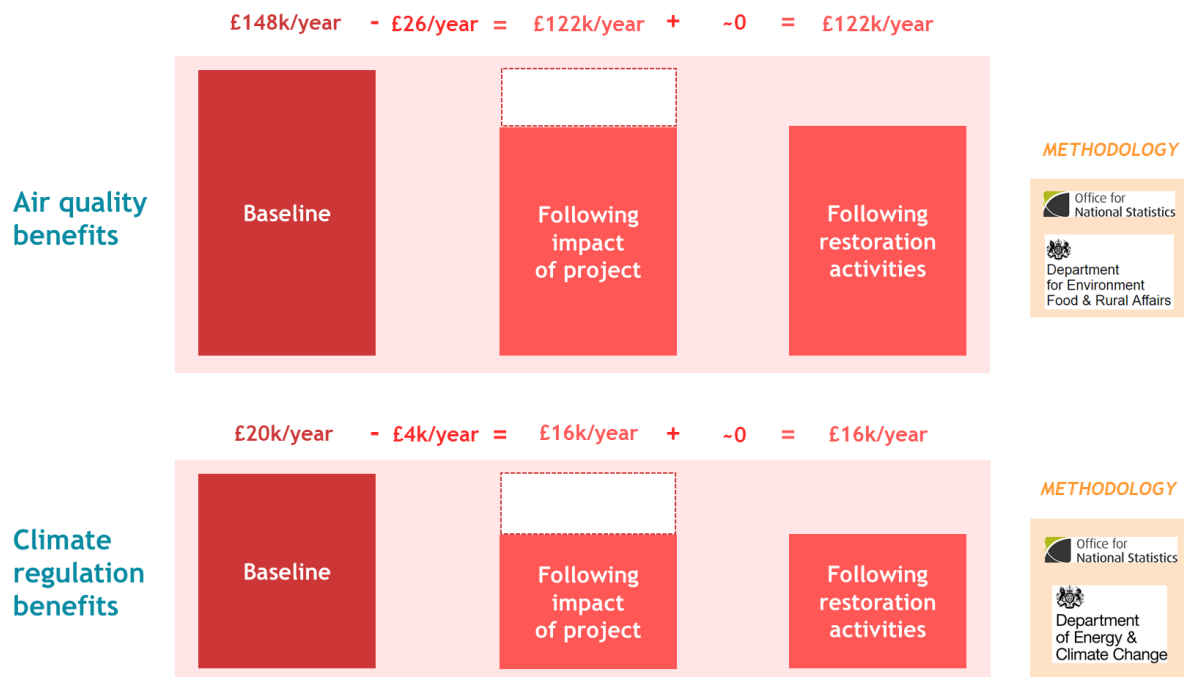 £148k/year - £26/year = £122k/year + ~0 = £122k/year
METHODOLOGY
Air quality
benefits
Baseline
Following
impact
of project
Following
restoration
activities
Office for
National Statistics
Department
for Environment
Food & Rural Affairs
£20k/year - £4k/year = £16k/year + ~0 = £16k/year
METHODOLOGY
Climate
regulation
benefits
Baseline
Following
impact
of project
Following
restoration
activities
Office for
National Statistics
Department
of Energy &
Climate Change